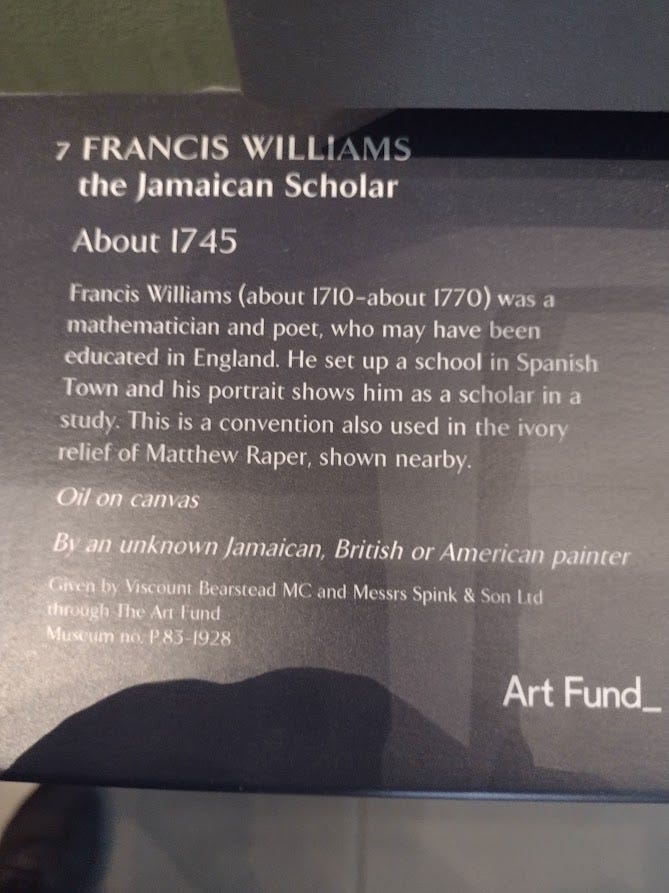 7 FRANCIS WILLIAMS
the Jamaican Scholar
About 1745
Francis Williams (about 1710–about 1770) was a
mathematician and poet, who may have been
educated in England. He set up a school in Spanish
Town and his portrait shows him as a scholar in a
study. This is a convention also used in the ivory
relief of Matthew Raper, shown nearby.
Oil on canvas
By an unknown Jamaican, British or American painter
Given by Viscount Bearstead MC and Messrs Spink & Son Ltd
through The Art Fund
Museum no. P.83-1928
Art Fund_